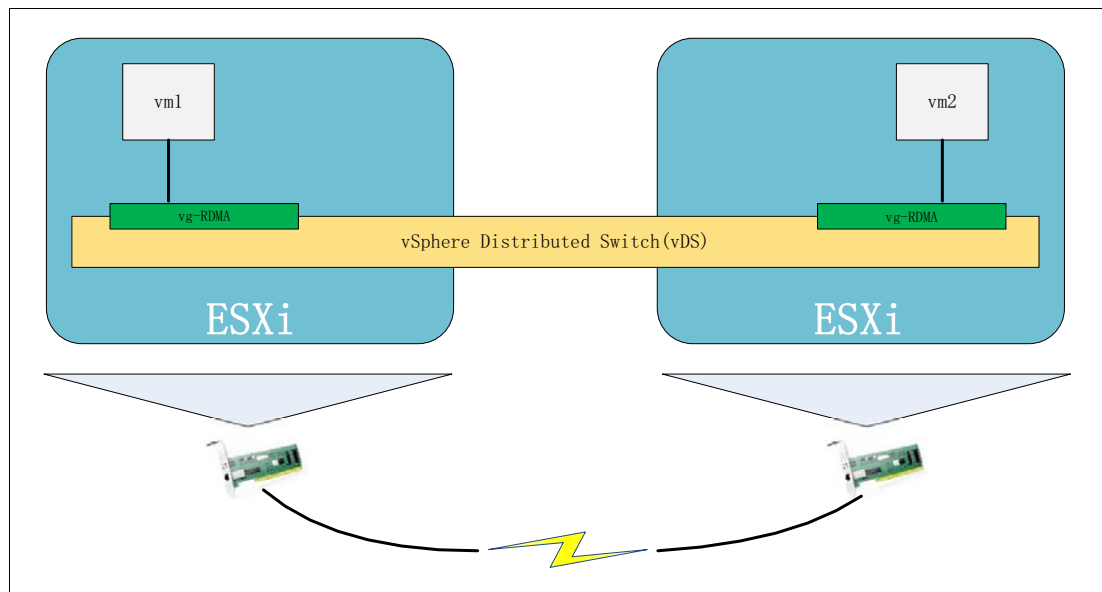 vm1
vm2
vg-RDMA
vg-RDMA
vSphere Distributed Switch(vDS)
ESXi
ESXi